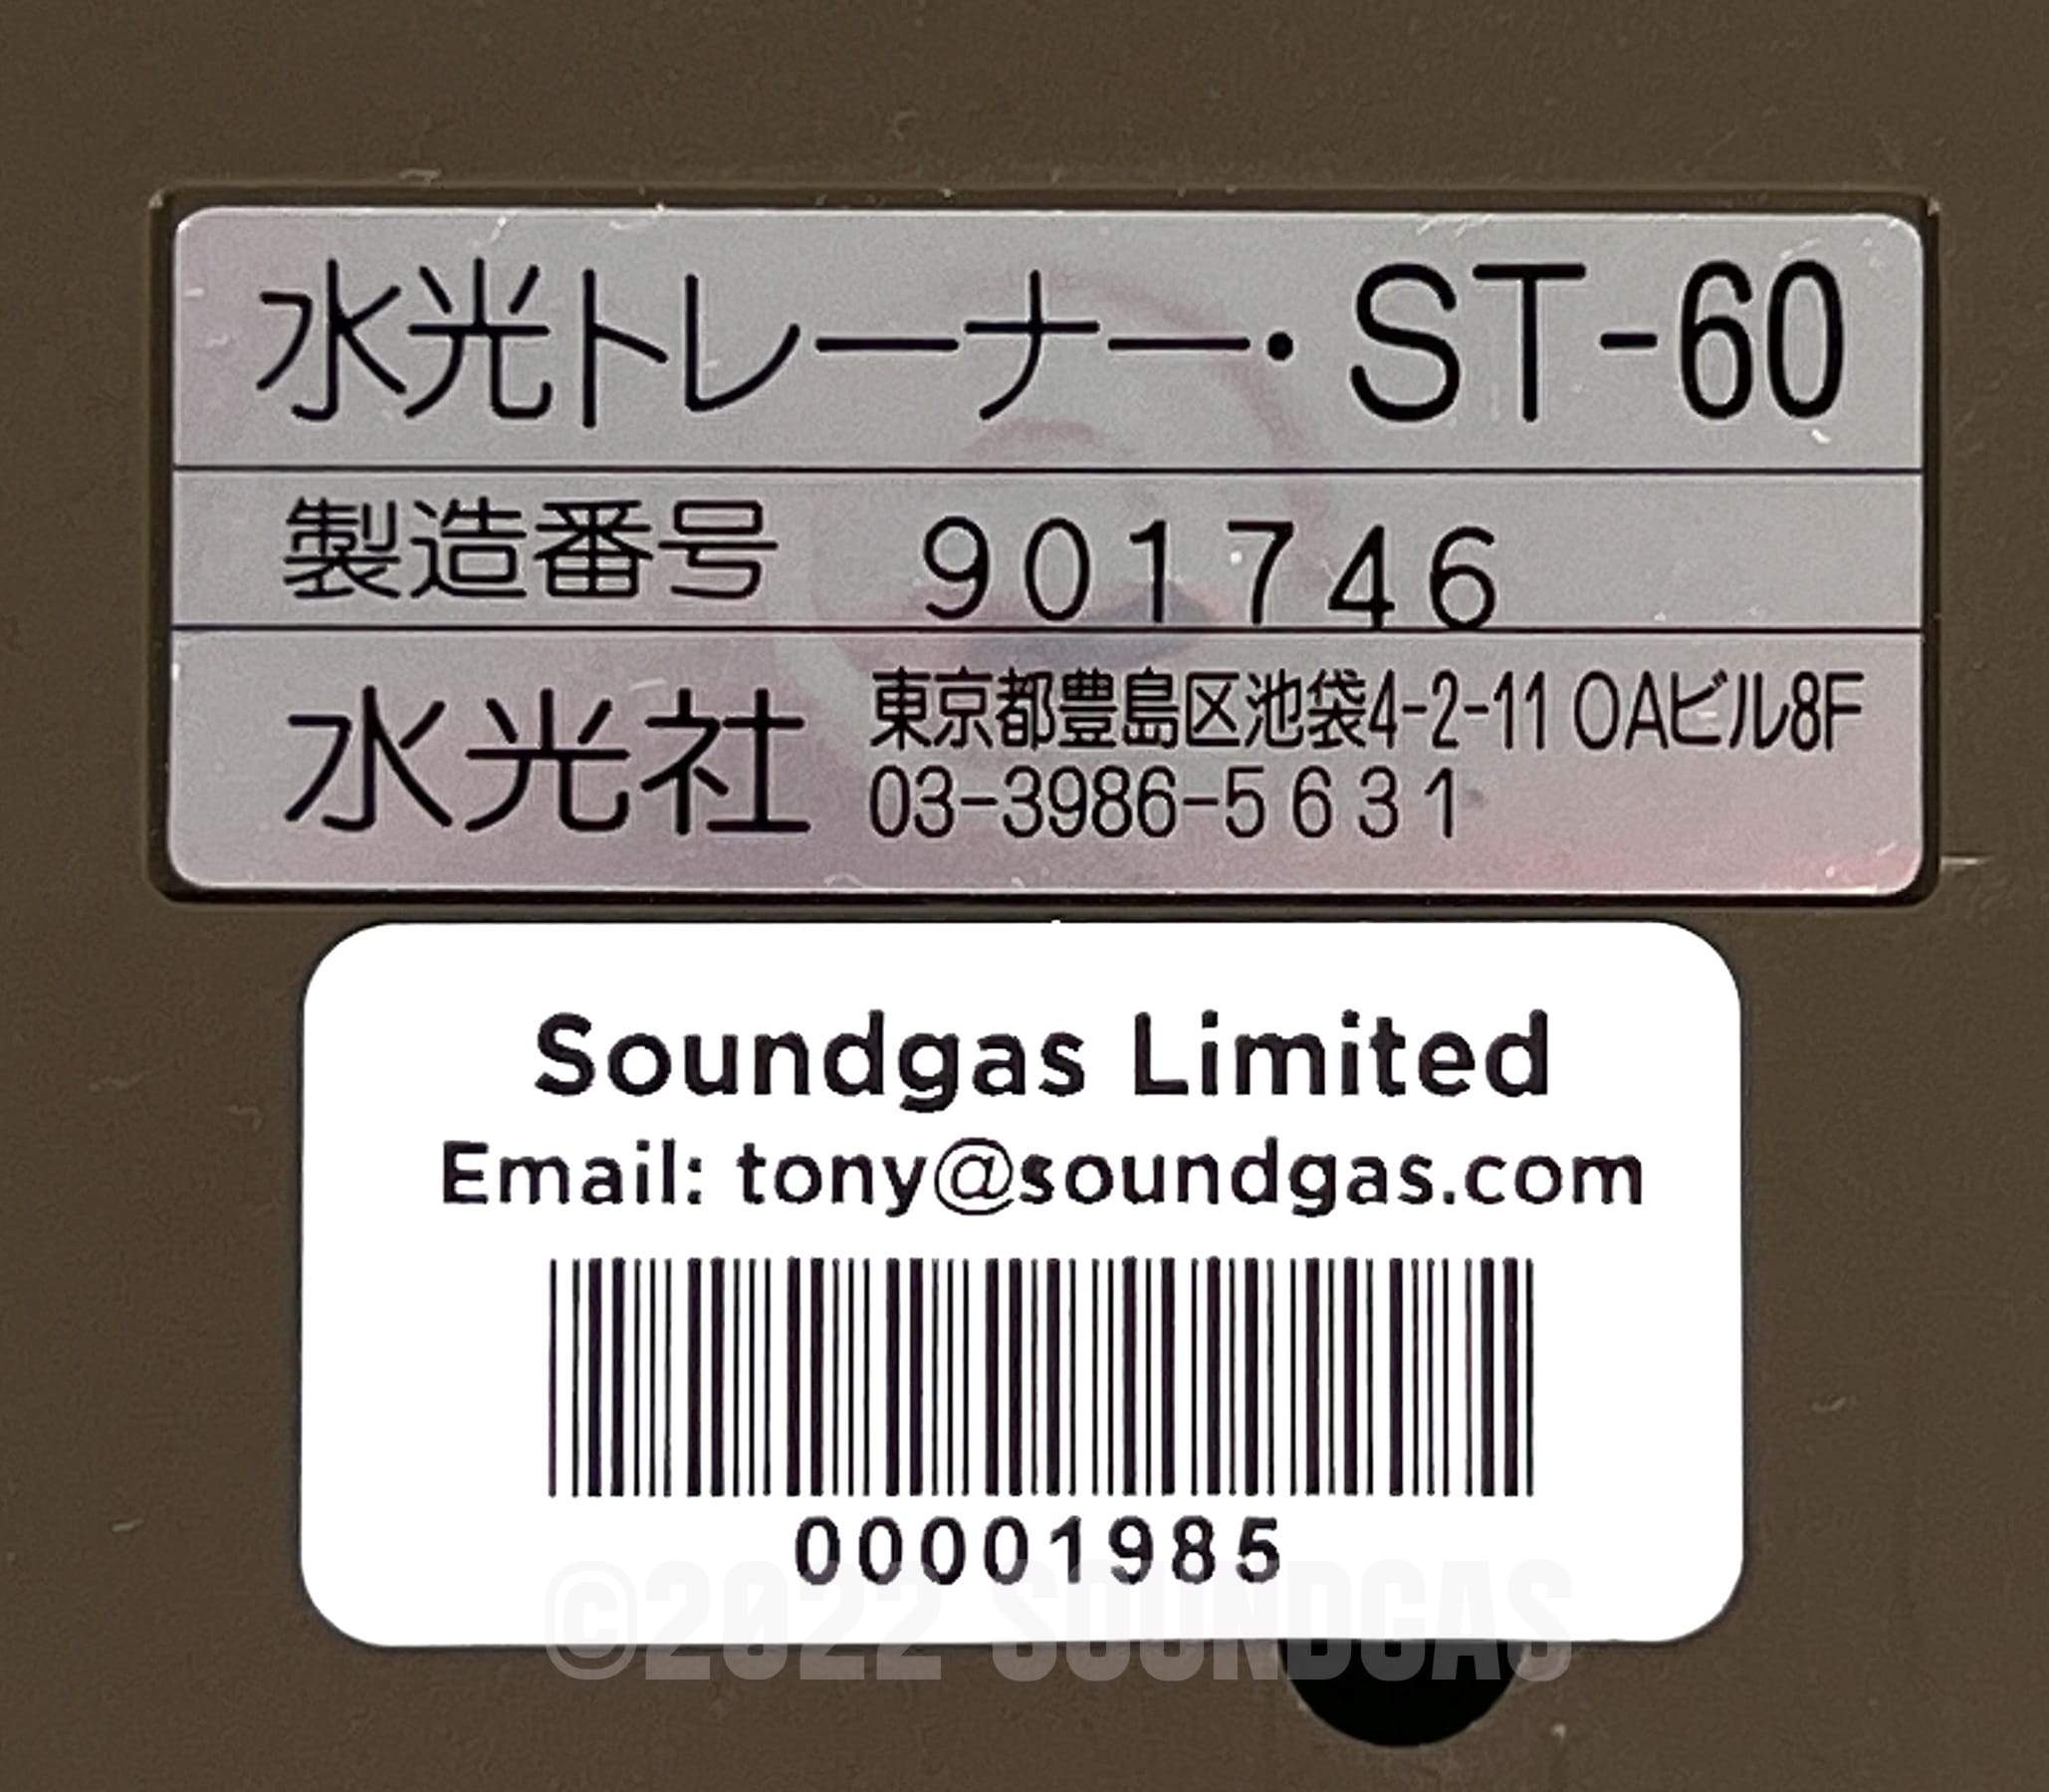 水光トレーナー・ST-60
製造番号 901746
水光社 東京都豊島区池袋4-2-11 OAビル8F
03-3986-5631
Soundgas Limited
Email: tony@soundgas.com
00001985
©2022 SOUNDGAS